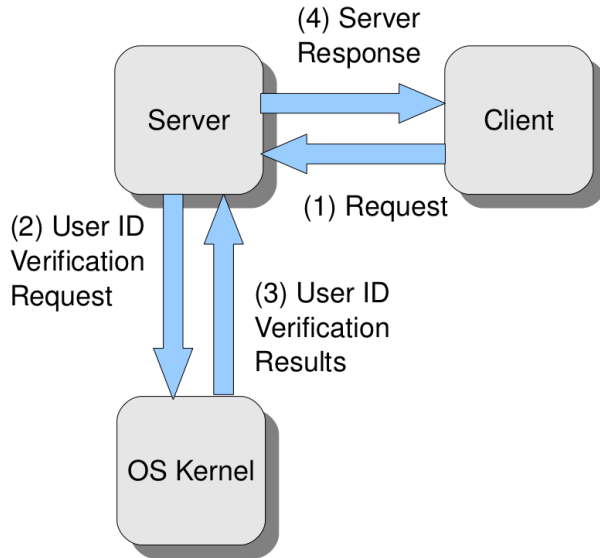 (4) Server
Response
Server
Client
(1) Request
(2) User ID
Verification
Request
(3) User ID
Verification
Results
OS Kernel